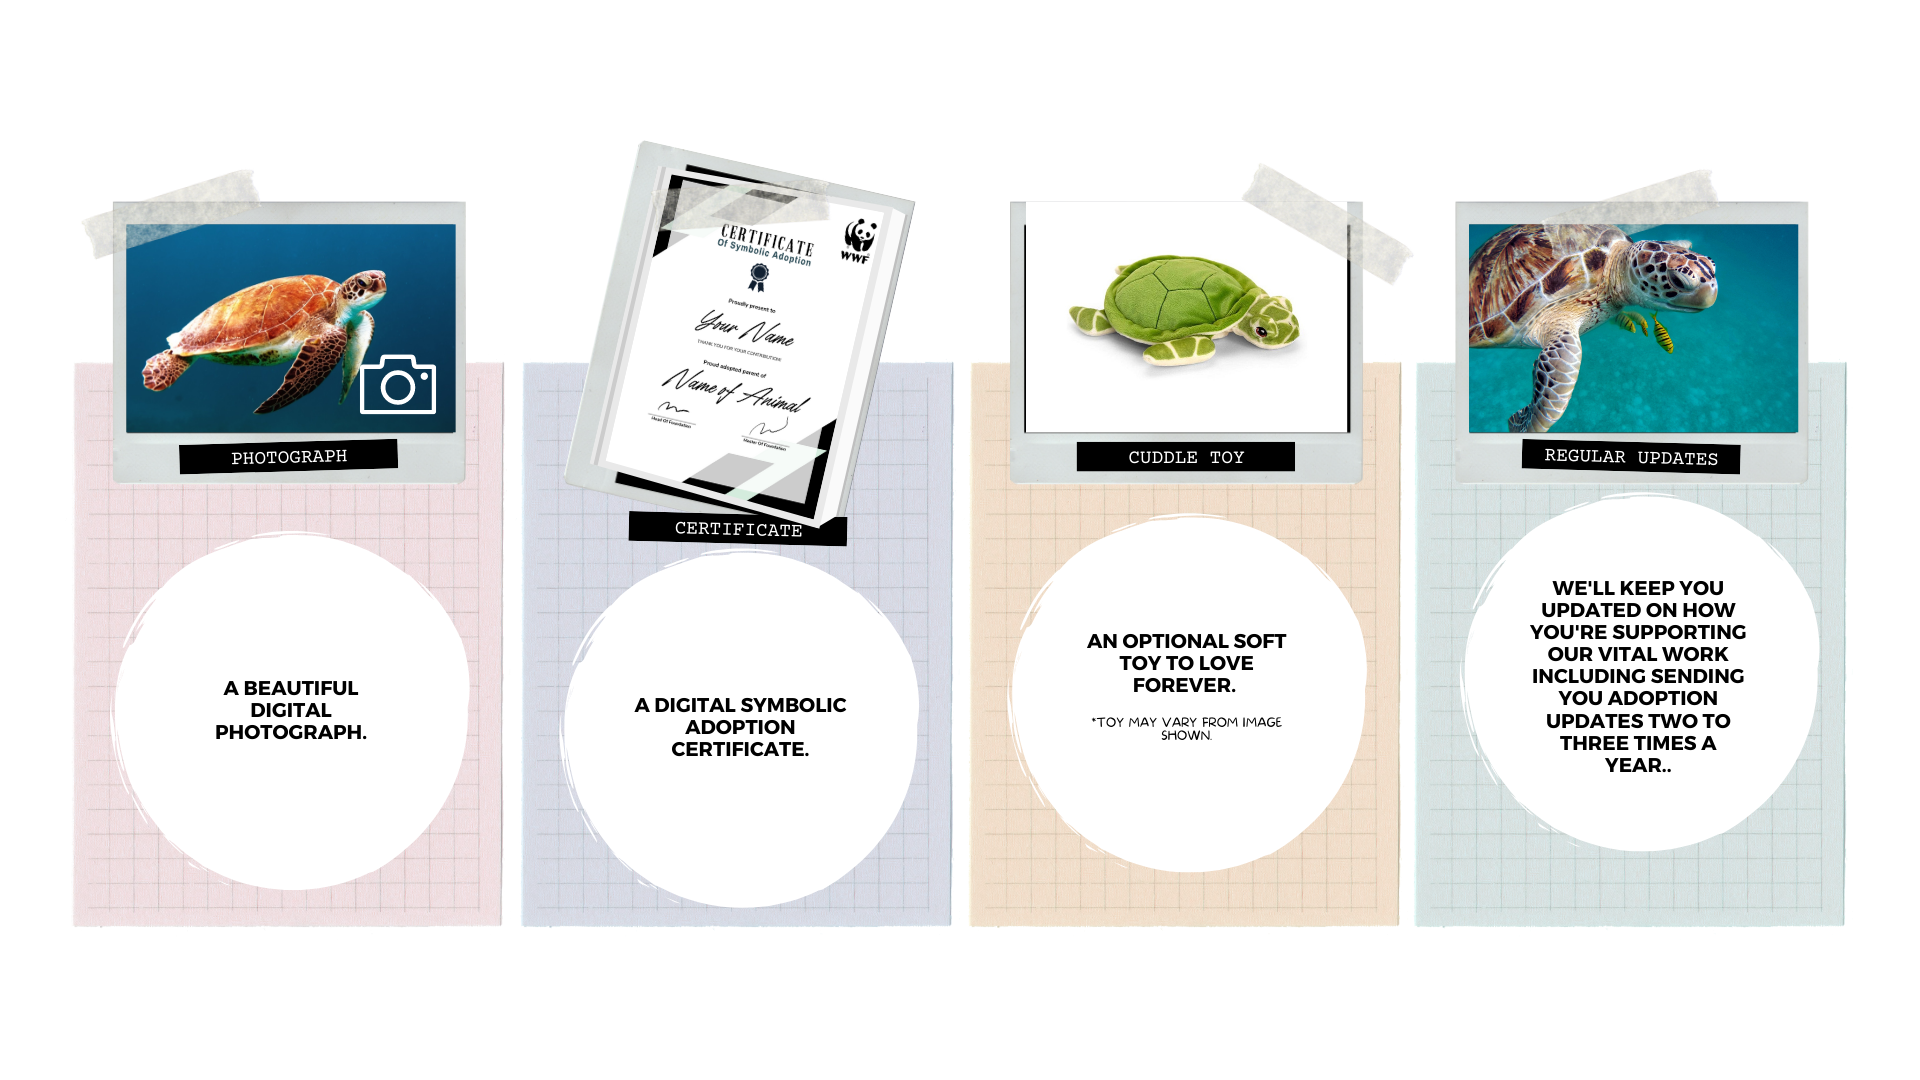 CERTIFICATE
Of Symbolic Adoption
WWF
Proudly present to
Your Name
THANK YOU FOR YOUR CONTRIBUTIONS
Proud adopted parent of
Name of Animal
Head Of Foundation
Master Of Foundation
PHOTOGRAPH
CERTIFICATE
CUDDLE TOY
REGULAR UPDATES
A BEAUTIFUL
DIGITAL
PHOTOGRAPH.
A DIGITAL SYMBOLIC
ADOPTION
CERTIFICATE.
AN OPTIONAL SOFT
TOY TO LOVE
FOREVER.
*TOY MAY VARY FROM IMAGE
SHOWN.
WE'LL KEEP YOU
UPDATED ON HOW
YOU'RE SUPPORTING
OUR VITAL WORK
INCLUDING SENDING
YOU ADOPTION
UPDATES TWO TO
THREE TIMES A
YEAR..